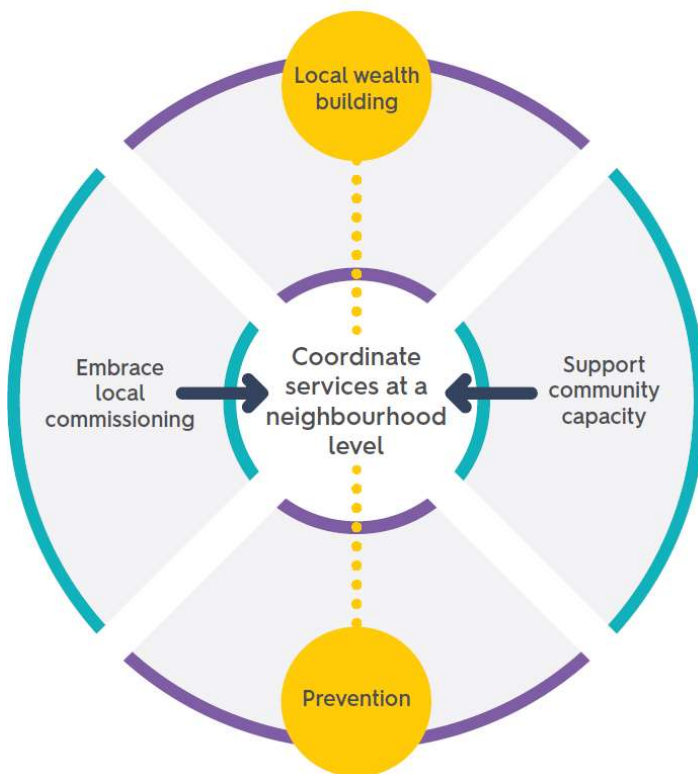 Local wealth
building
Embrace
local
commissioning
Coordinate
services at a
neighbourhood
level
Support
community
capacity
Prevention